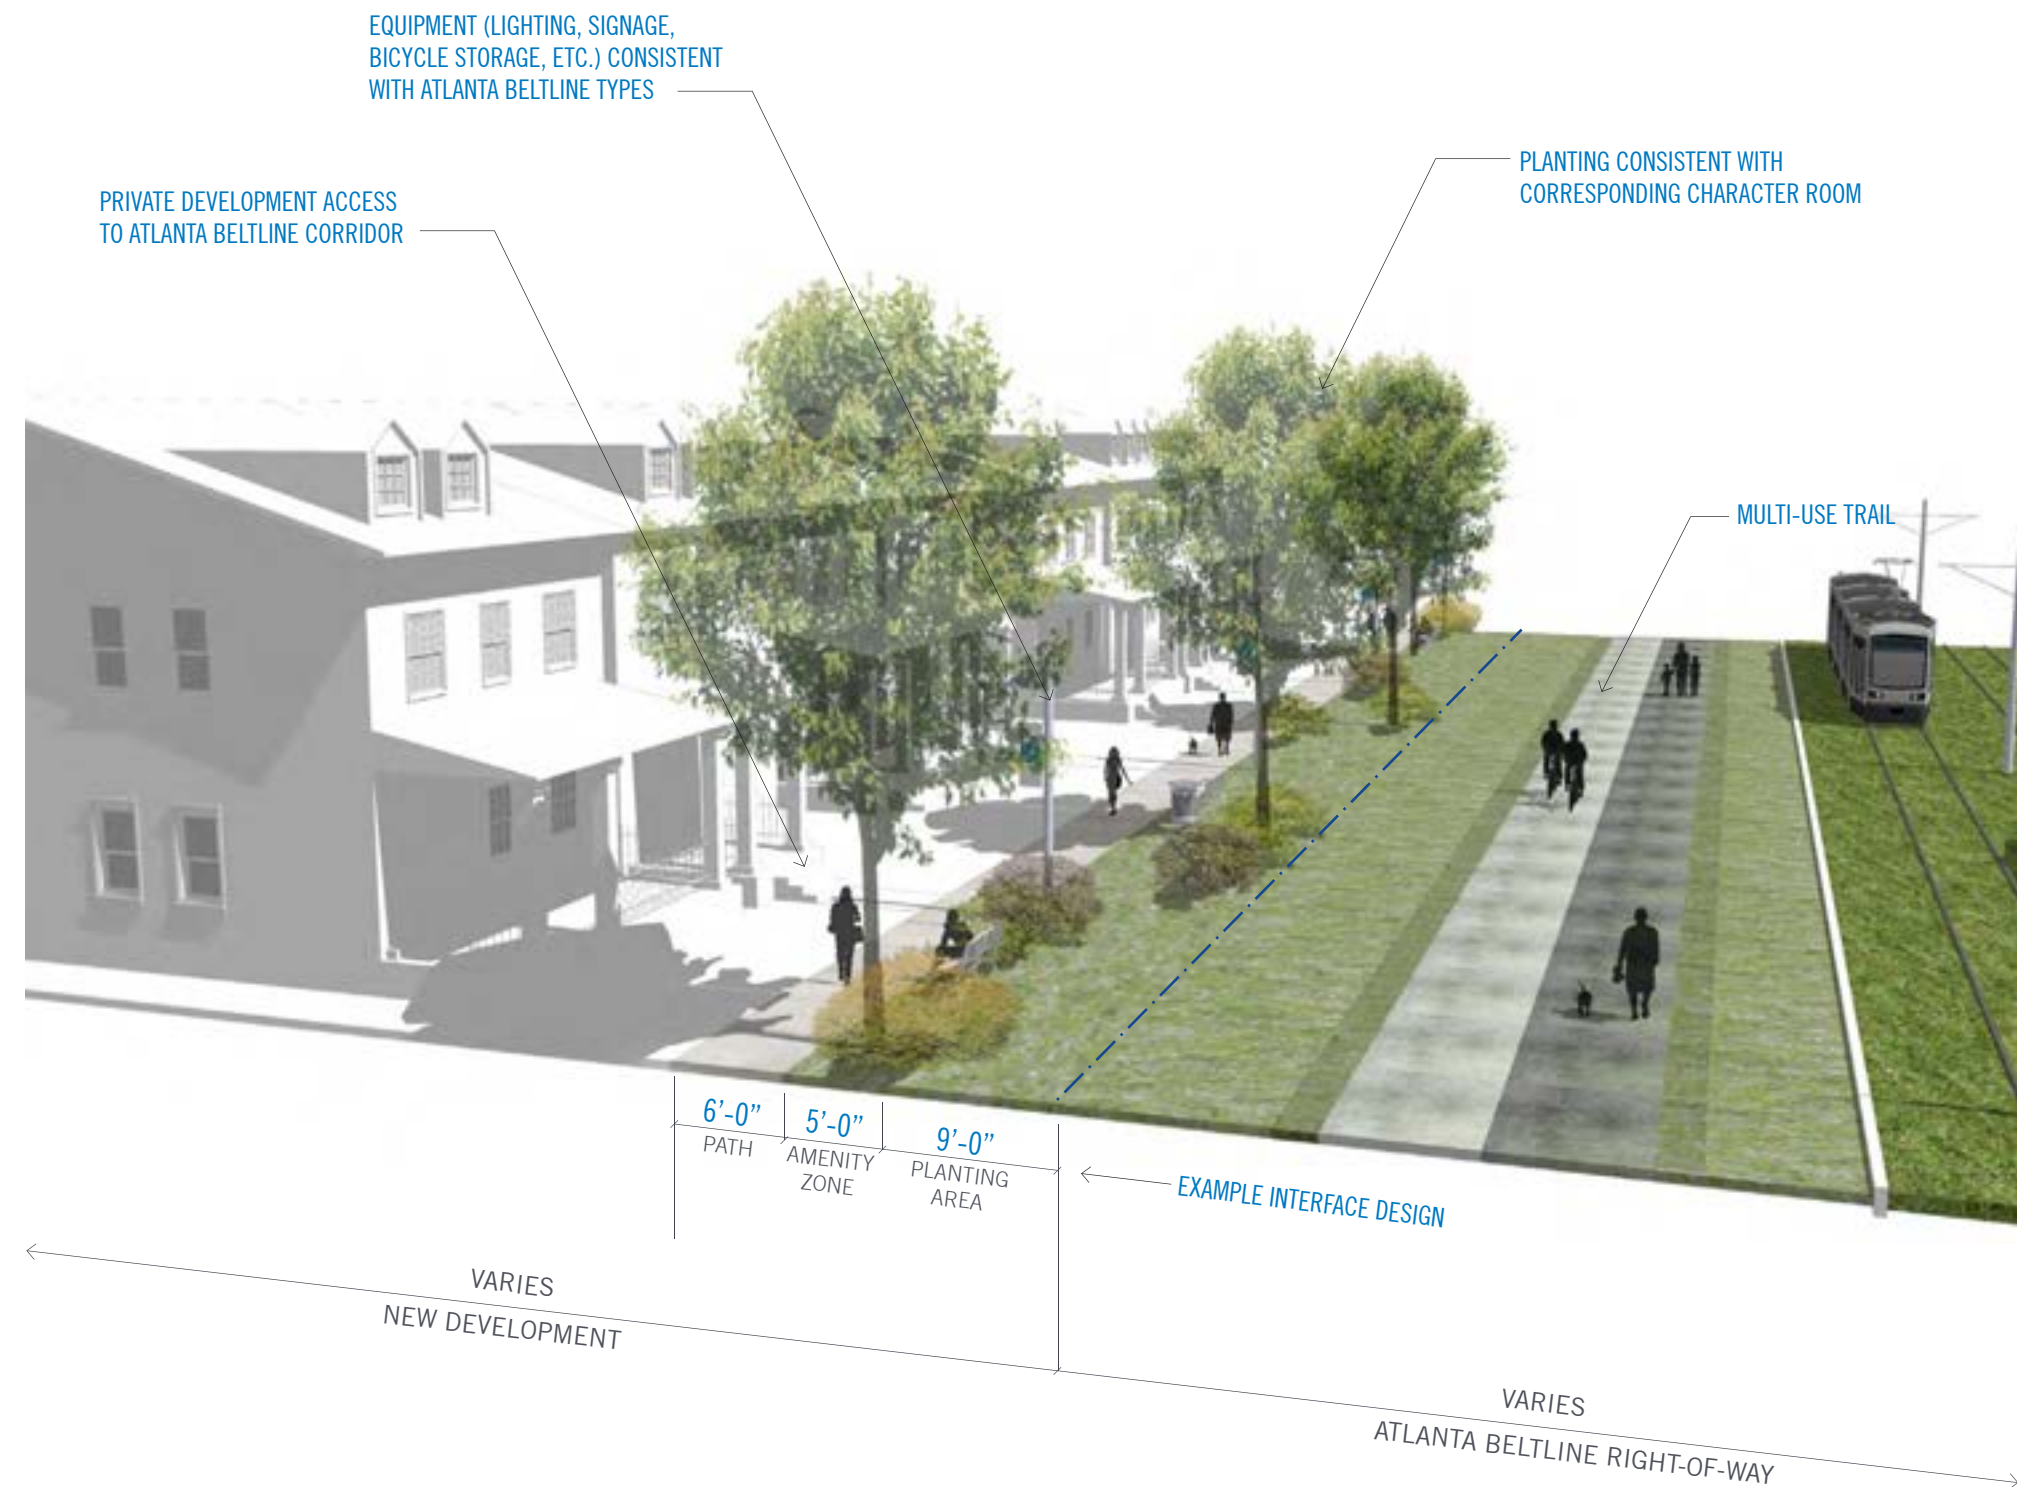 EQUIPMENT (LIGHTING, SIGNAGE,
BICYCLE STORAGE, ETC.) CONSISTENT
WITH ATLANTA BELTLINE TYPES
PLANTING CONSISTENT WITH
CORRESPONDING CHARACTER ROOM
PRIVATE DEVELOPMENT ACCESS
TO ATLANTA BELTLINE CORRIDOR
MULTI-USE TRAIL
6’-0”
PATH
5’-0”
AMENITY
ZONE
9’-0”
PLANTING
AREA
EXAMPLE INTERFACE DESIGN
VARIES
NEW DEVELOPMENT
VARIES
ATLANTA BELTLINE RIGHT-OF-WAY